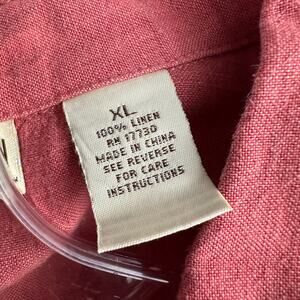 XL
100% LINEN
RN 17730
MADE IN CHINA
SEE REVERSE
FOR CARE
INSTRUCTIONS